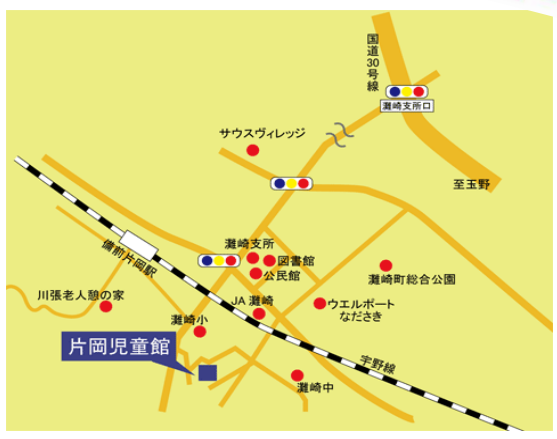 国道30号線
灘崎支所口
サウスヴィレッジ
至玉野
灘崎支所
図書館
公民館
備前片岡駅
灘崎町総合公園
川張老人憩の家
JA 灘崎
ウエルポート
なださき
灘崎小
片岡児童館
宇野線
灘崎中